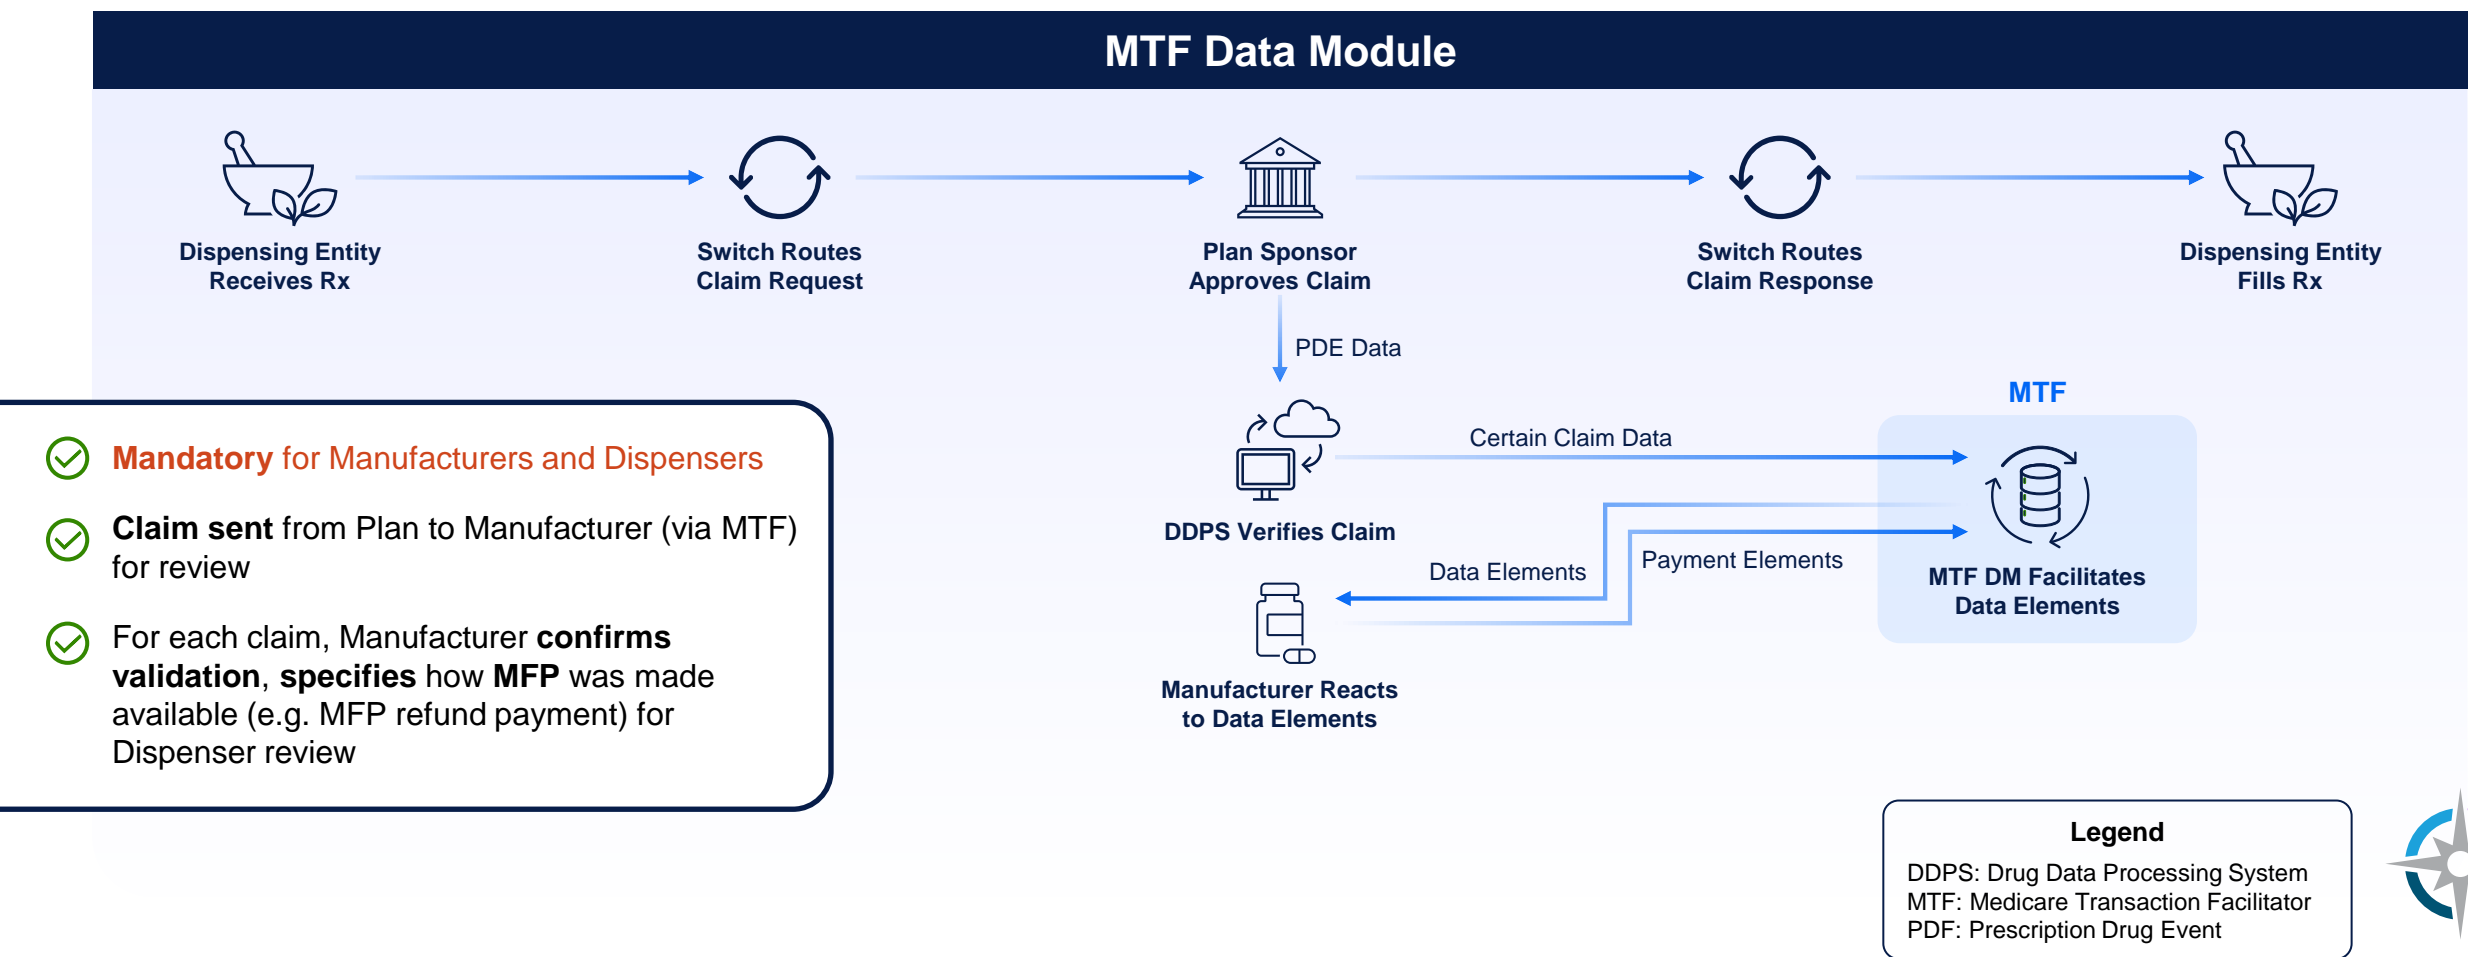 MTF Data Module
Dispensing Entity
Receives Rx
Switch Routes
Claim Request
Plan Sponsor
Approves Claim
Switch Routes
Claim Response
Dispensing Entity
Fills Rx
PDE Data
MTF
Certain Claim Data
DDPS Verifies Claim
Data Elements
Payment Elements
MTF DM Facilitates
Data Elements
Manufacturer Reacts
to Data Elements
Mandatory for Manufacturers and Dispensers
Claim sent from Plan to Manufacturer (via MTF)
for review
For each claim, Manufacturer confirms
validation, specifies how MFP was made
available (e.g. MFP refund payment) for
Dispenser review
Legend
DDPS: Drug Data Processing System
MTF: Medicare Transaction Facilitator
PDF: Prescription Drug Event